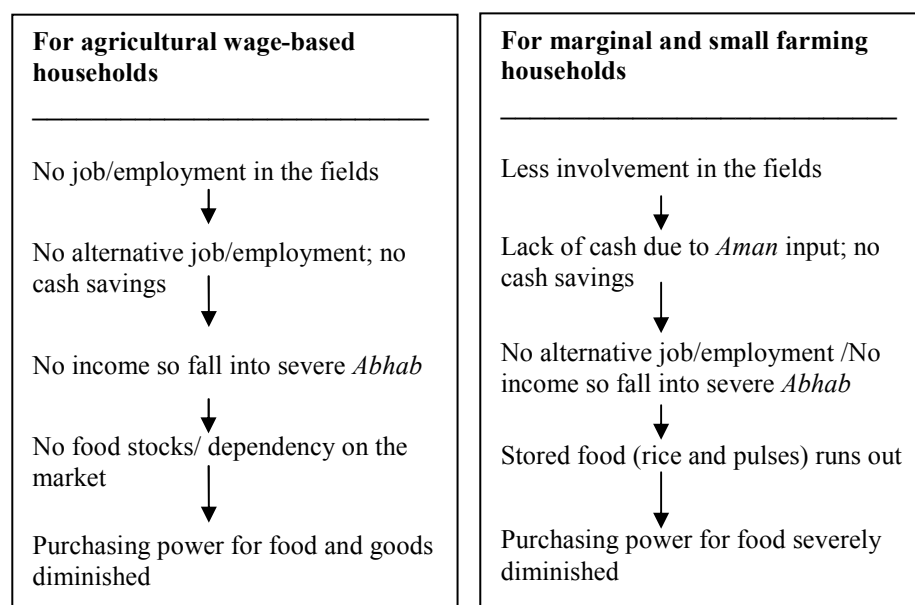 For agricultural wage-based
households
No job/employment in the fields
No alternative job/employment; no
cash savings
No income so fall into severe Abhab
No food stocks/ dependency on the
market
Purchasing power for food and goods
diminished
For marginal and small farming
households
Less involvement in the fields
Lack of cash due to Aman input; no
cash savings
No alternative job/employment /No
income so fall into severe Abhab
Stored food (rice and pulses) runs out
Purchasing power for food severely
diminished